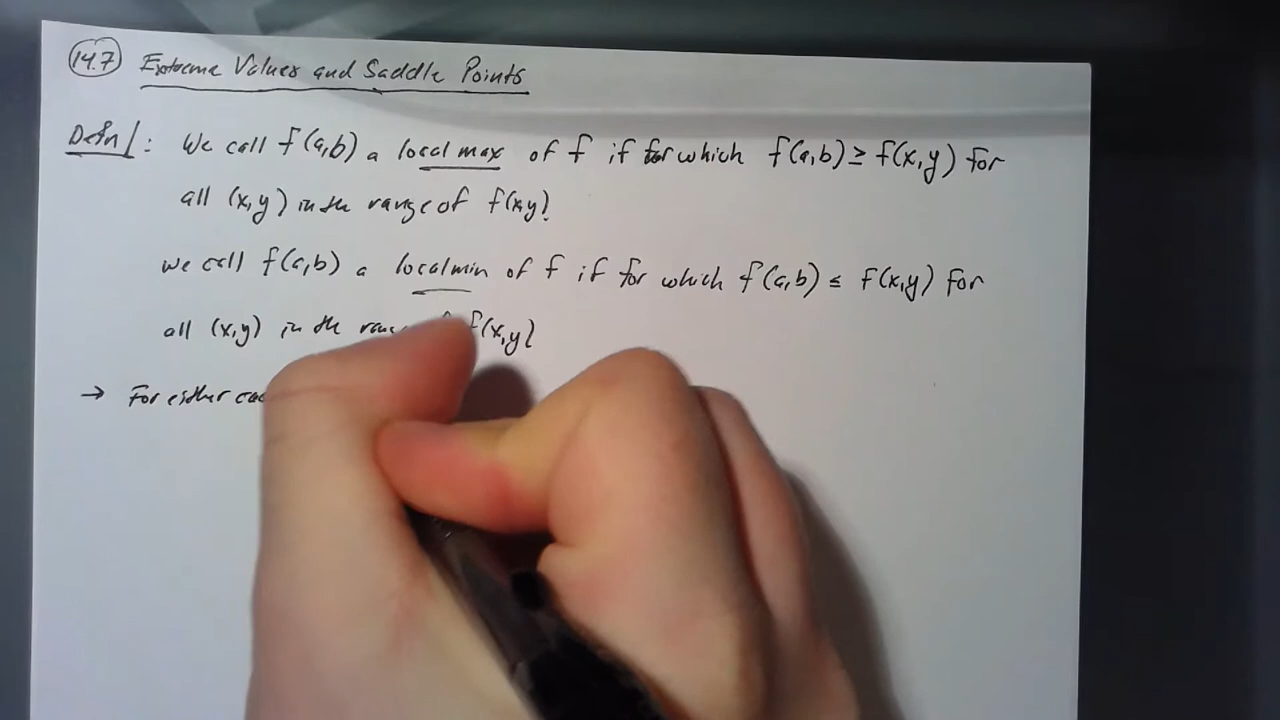 14.7 Extreme Values and Saddle Points
Defn/: We call f(a,b) a local max of f if for which f(a,b) ≥ f(x,y) for
all (x,y) in the range of f(x,y).
We call f(a,b) a local min of f if for which f(a,b) ≤ f(x,y) for
all (x,y) in the f(x,y)
→ For either